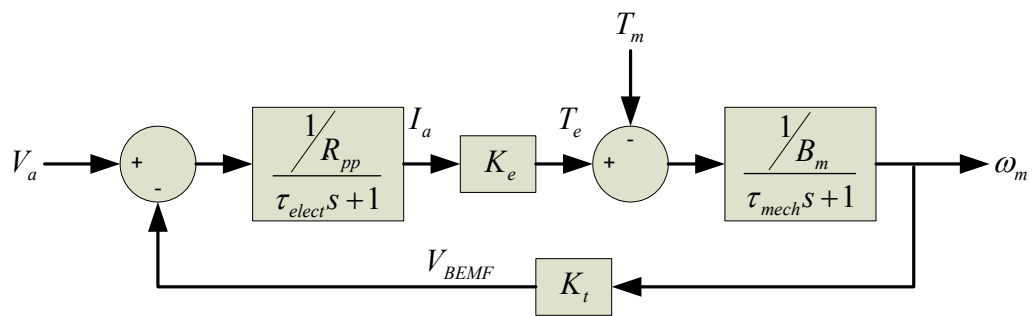 T_m
V_a
+
-
1/R_pp
τ_elect s+1
I_a
K_e
T_e
+
-
1/B_m
τ_mech s+1
ω_m
V_BEMF
K_t